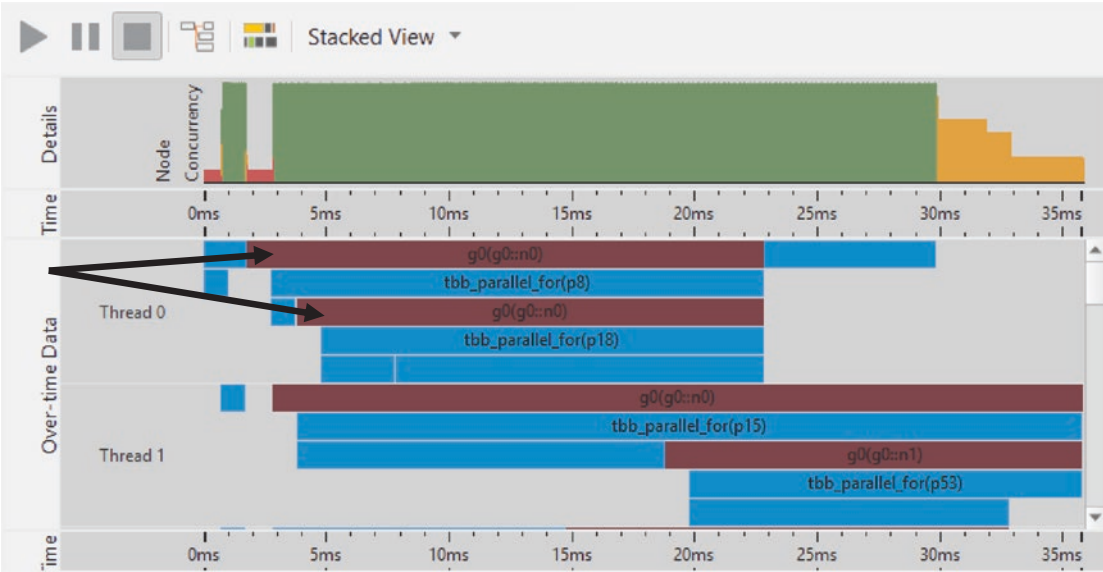 Stacked View
Details
Node
Concurrency
Time
0ms 5ms 10ms 15ms 20ms 25ms 30ms 35ms
Over-time Data
Thread 0
g0(g0::n0)
tbb_parallel_for(p8)
g0(g0::n0)
tbb_parallel_for(p18)
Thread 1
g0(g0::n0)
tbb_parallel_for(p15)
g0(g0::n1)
tbb_parallel_for(p53)
Time
0ms 5ms 10ms 15ms 20ms 25ms 30ms 35ms